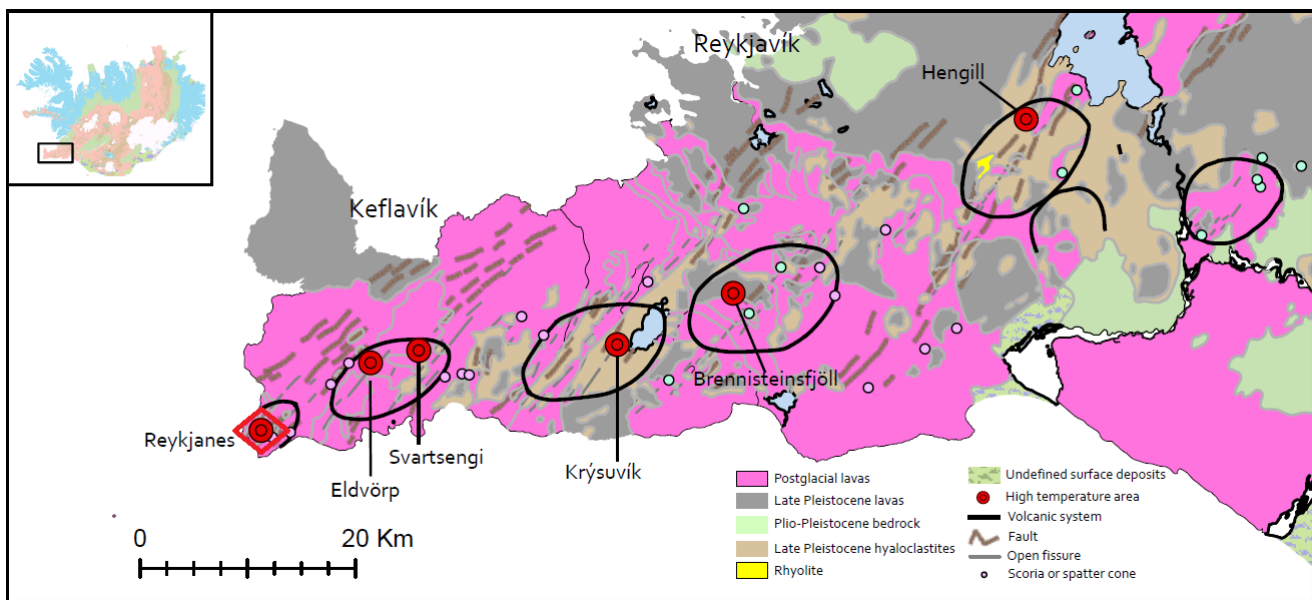 Reykjavík
Hengill
Keflavík
Brennisteinsfjöll
Reykjanes
Svartsengi
Krýsuvík
Eldvörp
0 20 Km
Postglacial lavas
Late Pleistocene lavas
Plio-Pleistocene bedrock
Late Pleistocene hyaloclastites
Rhyolite
Undefined surface deposits
High temperature area
Volcanic system
Fault
Open fissure
Scoria or spatter cone